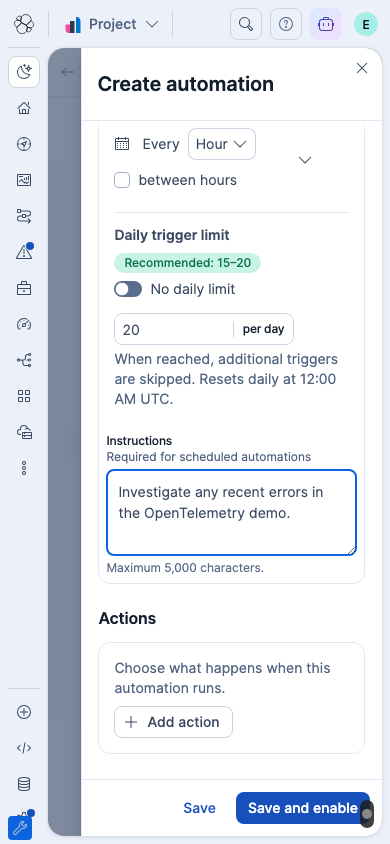 Project
E
Create automation
Every
Hour
between hours
Daily trigger limit
Recommended: 15–20
No daily limit
20
per day
When reached, additional triggers
are skipped. Resets daily at 12:00
AM UTC.
Instructions
Required for scheduled automations
Investigate any recent errors in
the OpenTelemetry demo.
Maximum 5,000 characters.
Actions
Choose what happens when this
automation runs.
Add action
Save
Save and enable